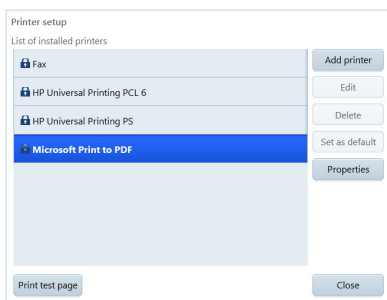 Printer setup
List of installed printers
Fax
Add printer
HP Universal Printing PCL 6
Edit
HP Universal Printing PS
Delete
Microsoft Print to PDF
Set as default
Properties
Print test page
Close